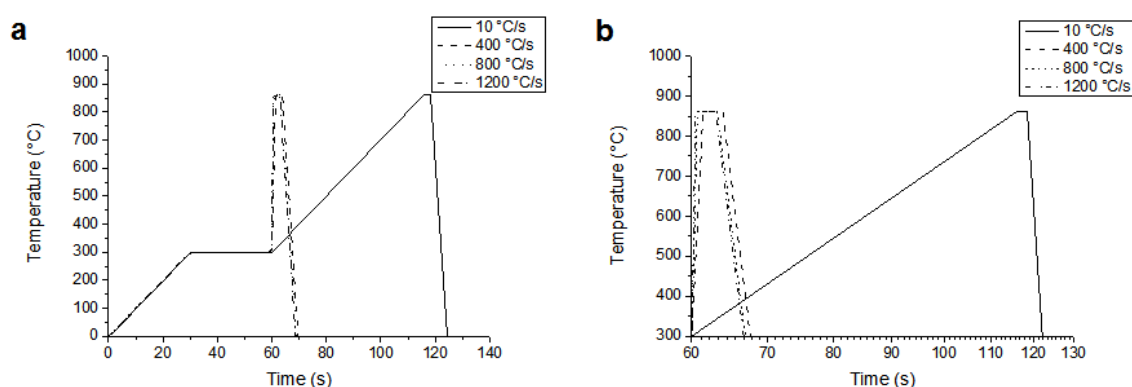 a
10 °C/s
400 °C/s
800 °C/s
1200 °C/s
1000
900
800
700
600
500
400
300
200
100
0
Temperature (°C)
0 20 40 60 80 100 120 140
Time (s)
b
10 °C/s
400 °C/s
800 °C/s
1200 °C/s
1000
900
800
700
600
500
400
300
Temperature (°C)
60 70 80 90 100 110 120 130
Time (s)